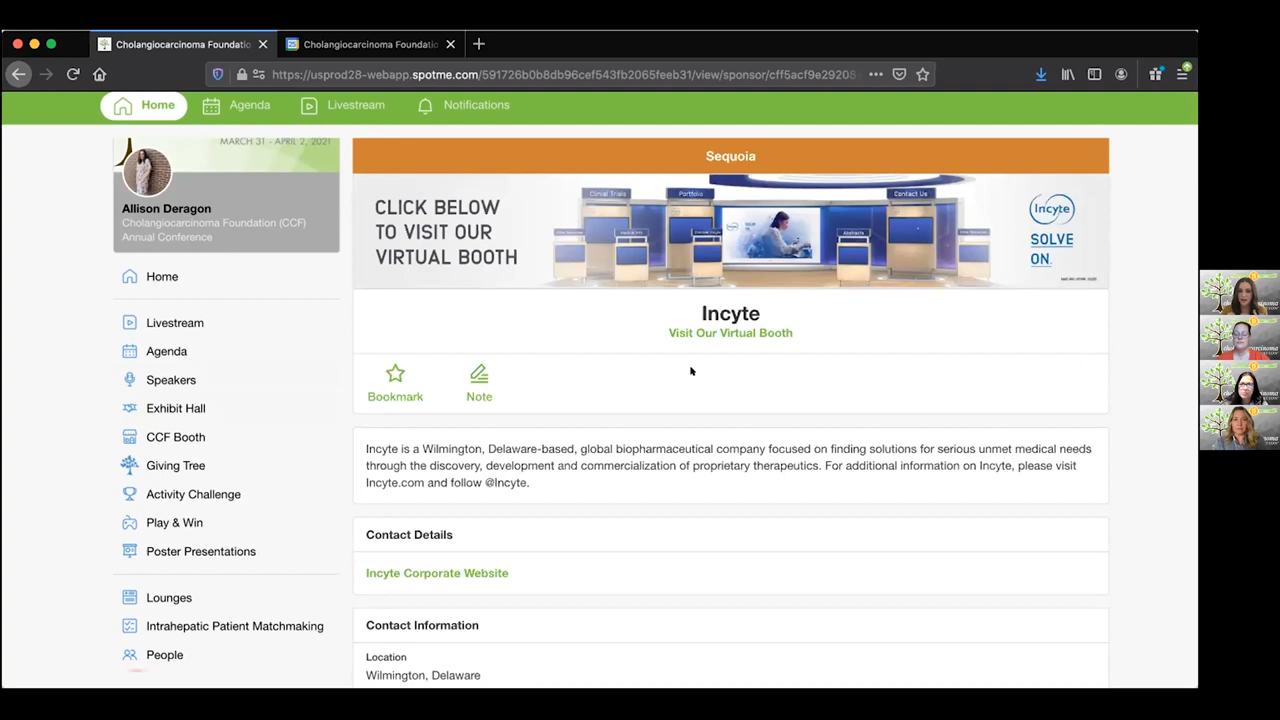 Cholangiocarcinoma Foundatio
Cholangiocarcinoma Foundatio
https://usprod28-webapp.spotme.com/591726b0b8db96cef543fb2065feeb31/view/sponsor/cff5acf9e29208
Home
Agenda
Livestream
Notifications
MARCH 31 - APRIL 2, 2021
Allison Deragon
Cholangiocarcinoma Foundation (CCF)
Annual Conference
Home
Livestream
Agenda
Speakers
Exhibit Hall
CCF Booth
Giving Tree
Activity Challenge
Play & Win
Poster Presentations
Lounges
Intrahepatic Patient Matchmaking
People
Sequoia
CLICK BELOW
TO VISIT OUR
VIRTUAL BOOTH
Clinical Trials
Portfolio
Contact Us
Abstracts
Incyte
SOLVE
ON.
Incyte
Visit Our Virtual Booth
Bookmark
Note
Incyte is a Wilmington, Delaware-based, global biopharmaceutical company focused on finding solutions for serious unmet medical needs
through the discovery, development and commercialization of proprietary therapeutics. For additional information on Incyte, please visit
Incyte.com and follow @Incyte.
Contact Details
Incyte Corporate Website
Contact Information
Location
Wilmington, Delaware